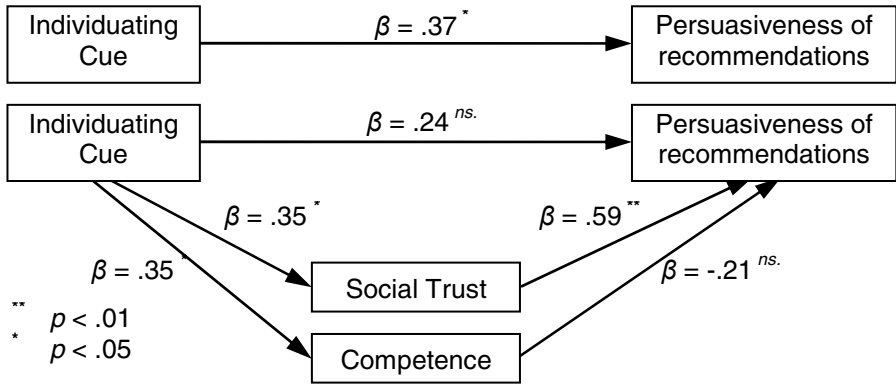 Individuating
Cue
β = .37 *
Persuasiveness of
recommendations
Individuating
Cue
β = .24 ns.
Persuasiveness of
recommendations
β = .35 *
β = .59 **
β = .35 *
β = -.21 ns.
Social Trust
Competence
** p < .01
* p < .05